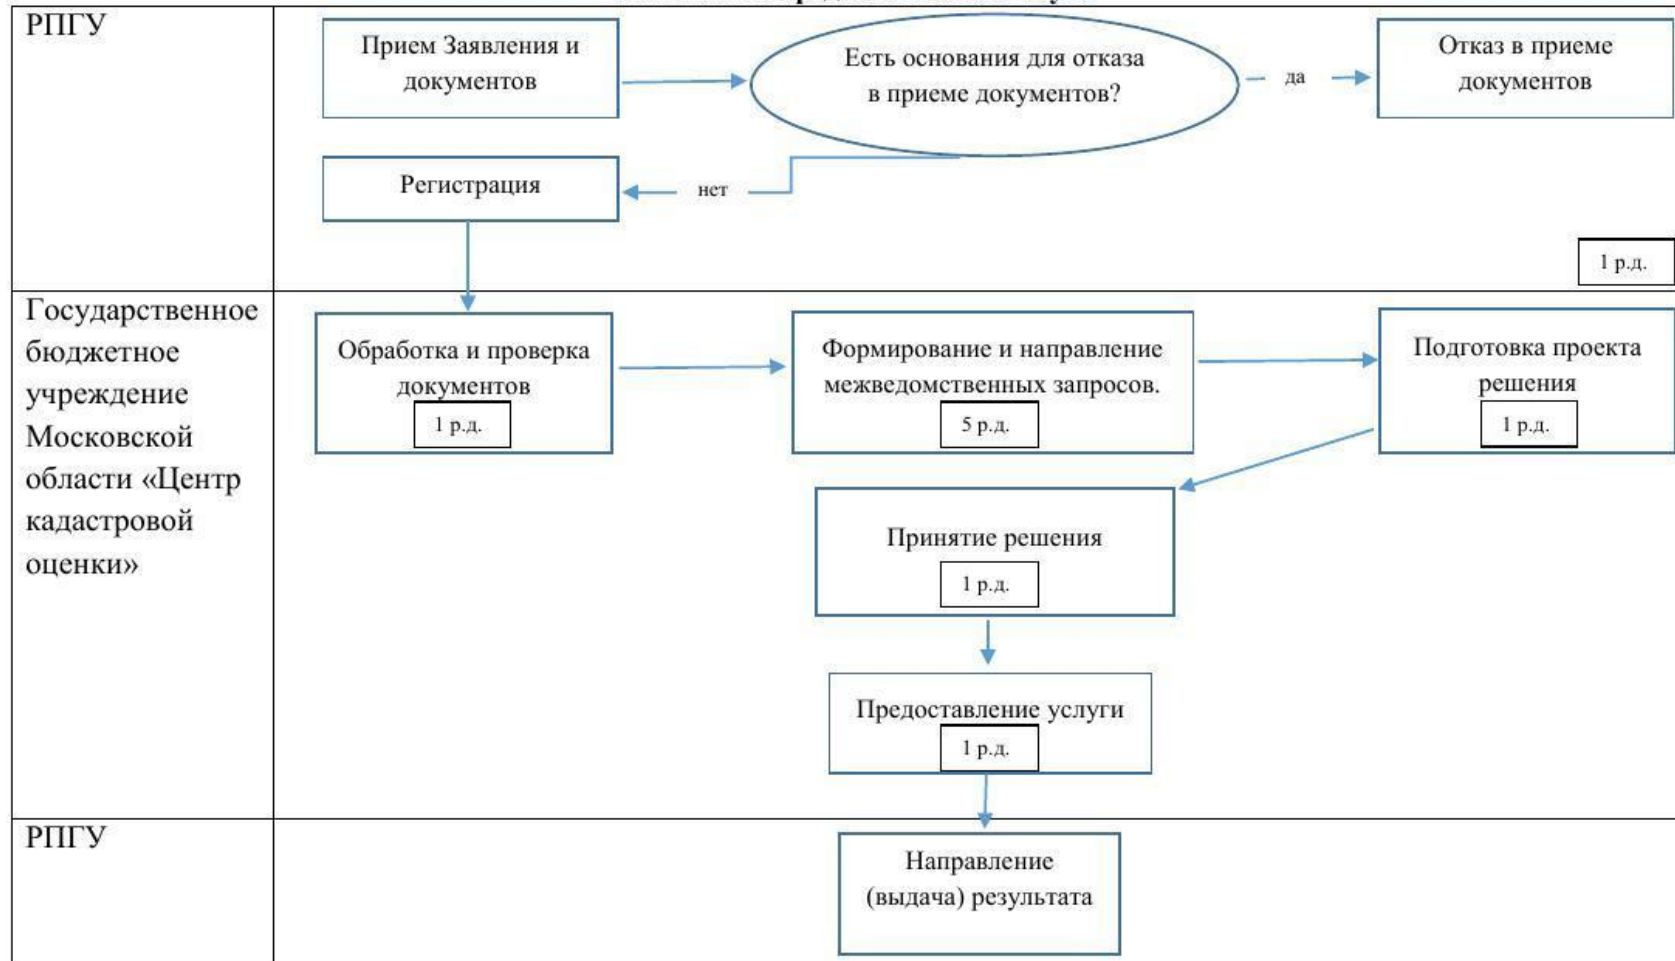 РПГУ
Прием Заявления и
документов
Есть основания для отказа
в приеме документов?
да
Отказ в приеме
документов
Регистрация
нет
1 р.д.
Государственное
бюджетное
учреждение
Московской
области «Центр
кадастровой
оценки»
Обработка и проверка
документов
1 р.д.
Формирование и направление
межведомственных запросов.
5 р.д.
Подготовка проекта
решения
1 р.д.
Принятие решения
1 р.д.
Предоставление услуги
1 р.д.
РПГУ
Направление
(выдача) результата